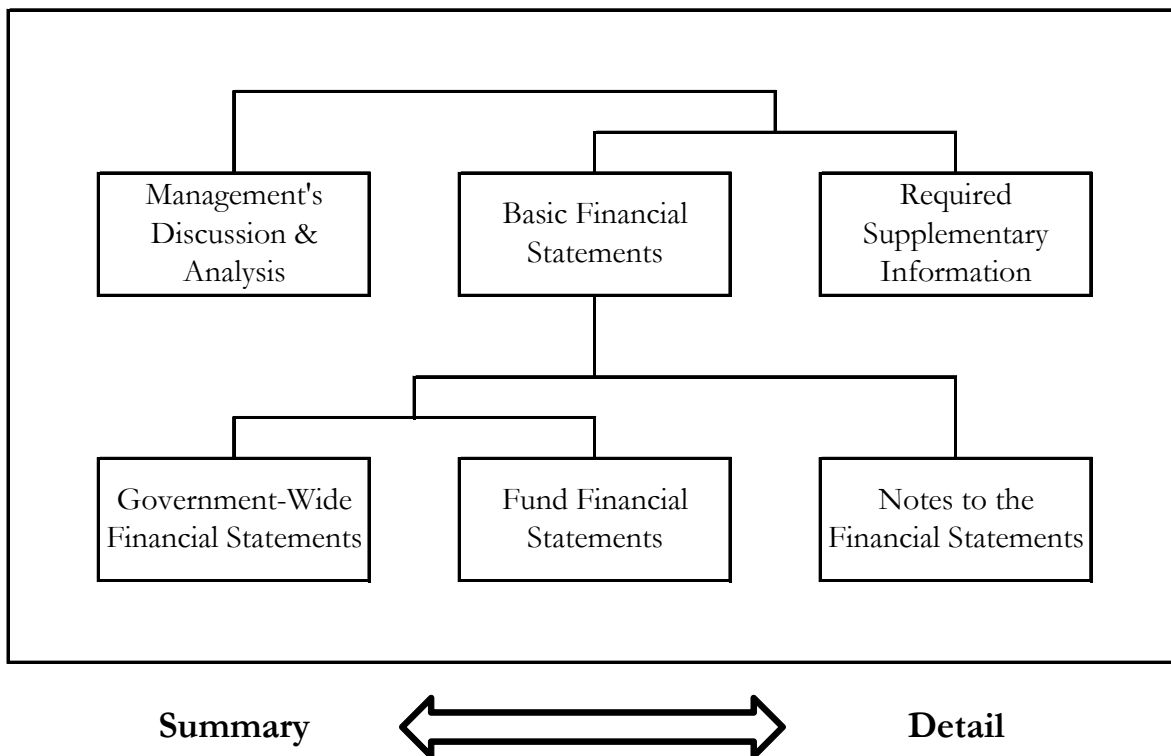 Management's
Discussion &
Analysis
Basic Financial
Statements
Required
Supplementary
Information
Government-Wide
Financial Statements
Fund Financial
Statements
Notes to the
Financial Statements
Summary
Detail